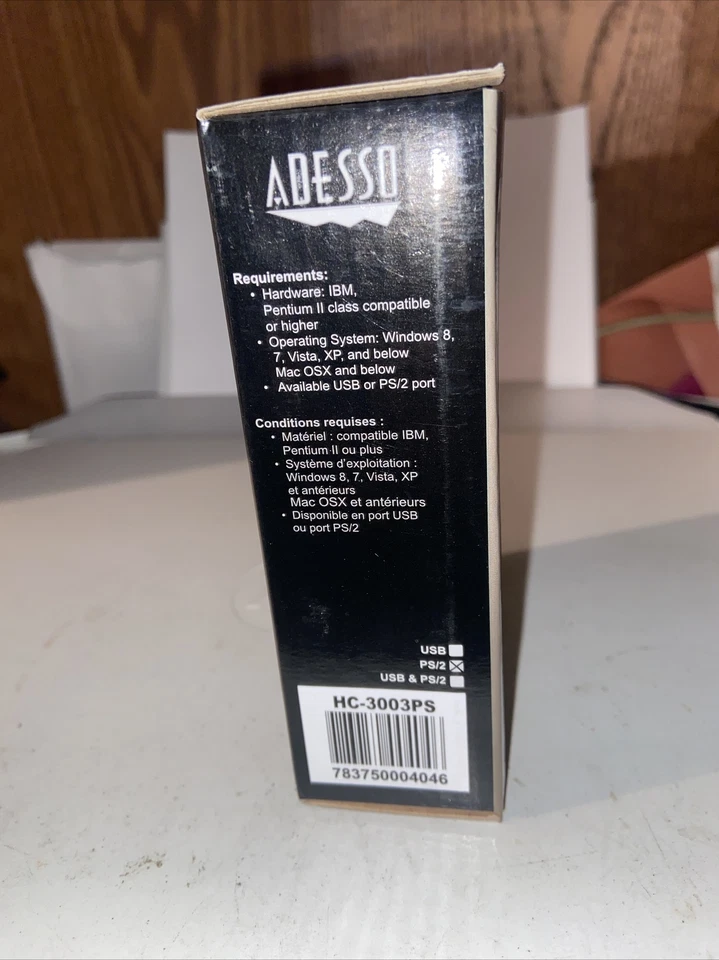 ADESSO
Requirements:
• Hardware: IBM,
Pentium II class compatible
or higher
• Operating System: Windows 8,
7, Vista, XP, and below
Mac OSX and below
• Available USB or PS/2 port
Conditions requises :
• Matériel : compatible IBM,
Pentium II ou plus
• Système d'exploitation :
Windows 8, 7, Vista, XP
et antérieurs
Mac OSX et antérieurs
• Disponible en port USB
ou port PS/2
USB
PS/2
USB & PS/2
HC-3003PS
783750004046